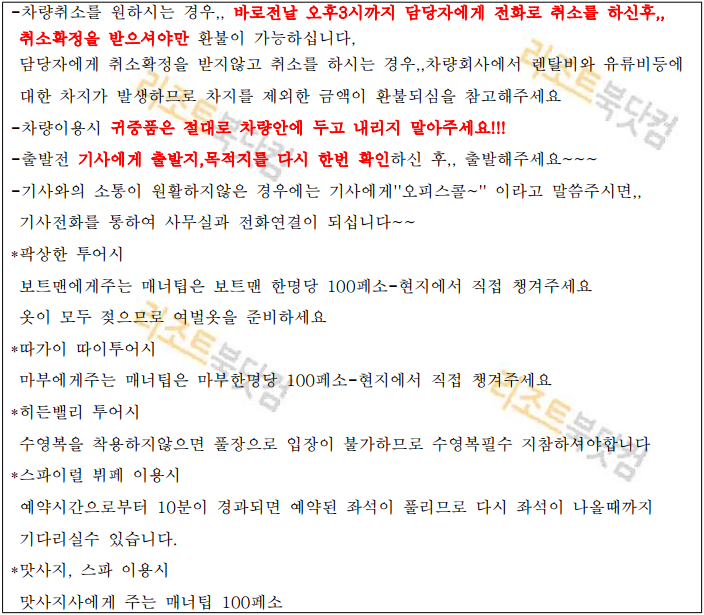 -차량취소를 원하시는 경우,, 바로전날 오후3시까지 담당자에게 전화로 취소를 하신후,,
취소확정을 받으셔야만 환불이 가능하십니다,
담당자에게 취소확정을 받지않고 취소를 하시는 경우,,차량회사에서 렌탈비와 유류비등에
대한 차지가 발생하므로 차지를 제외한 금액이 환불되심을 참고해주세요
-차량이용시 귀중품은 절대로 차량안에 두고 내리지 말아주세요!!!
-출발전 기사에게 출발지,목적지를 다시 한번 확인하신 후,, 출발해주세요~~~
-기사와의 소통이 원활하지않은 경우에는 기사에게"오피스콜~" 이라고 말씀주시면,,
기사전화를 통하여 사무실과 전화연결이 되십니다~~
*팍상한 투어시
보트맨에게주는 매너팁은 보트맨 한명당 100페소-현지에서 직접 챙겨주세요
옷이 모두 젖으므로 여벌옷을 준비하세요
*따가이 따이투어시
마부에게주는 매너팁은 마부한명당 100페소-현지에서 직접 챙겨주세요
*히든밸리 투어시
수영복을 착용하지않으면 풀장으로 입장이 불가하므로 수영복필수 지참하셔야합니다
*스파이럴 뷔페 이용시
예약시간으로부터 10분이 경과되면 예약된 좌석이 풀리므로 다시 좌석이 나올때까지
기다리실수 있습니다.
*맛사지, 스파 이용시
맛사지사에게 주는 매너팁 100페소
리조트북닷컴
리조트북닷컴
리조트북닷컴
리조트북닷컴